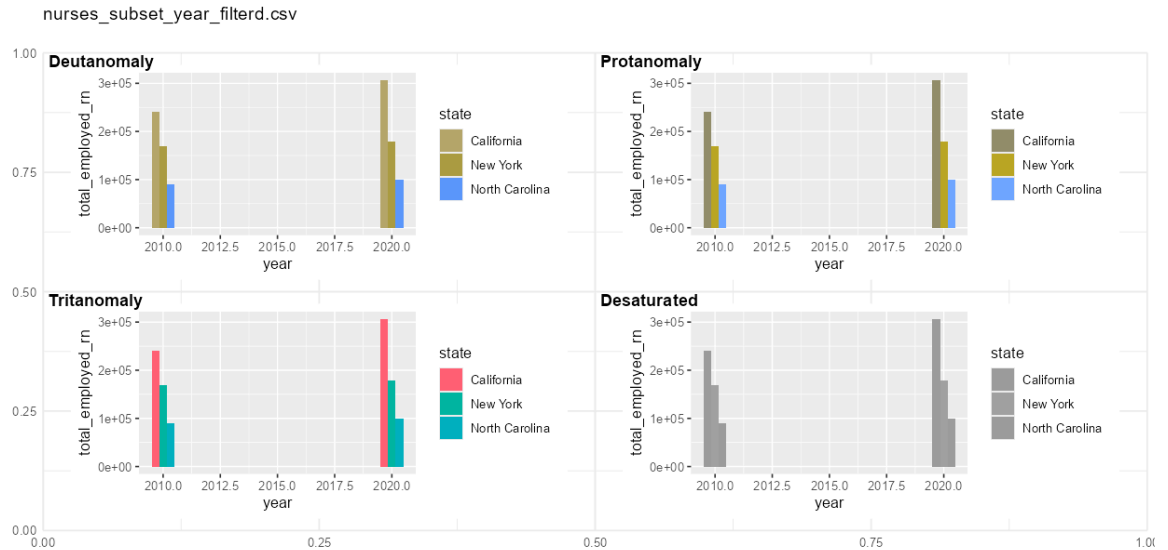 nurses_subset_year_filterd.csv
1.00
0.75
0.50
0.25
0.00
0.00
0.25
0.50
0.75
1.00
Deutanomaly
3e+05
2e+05
1e+05
0e+00
total_employed_rn
2010.0
2012.5
2015.0
2017.5
2020.0
year
state
California
New York
North Carolina
Protanomaly
3e+05
2e+05
1e+05
0e+00
total_employed_rn
2010.0
2012.5
2015.0
2017.5
2020.0
year
state
California
New York
North Carolina
Tritanomaly
3e+05
2e+05
1e+05
0e+00
total_employed_rn
2010.0
2012.5
2015.0
2017.5
2020.0
year
state
California
New York
North Carolina
Desaturated
3e+05
2e+05
1e+05
0e+00
total_employed_rn
2010.0
2012.5
2015.0
2017.5
2020.0
year
state
California
New York
North Carolina